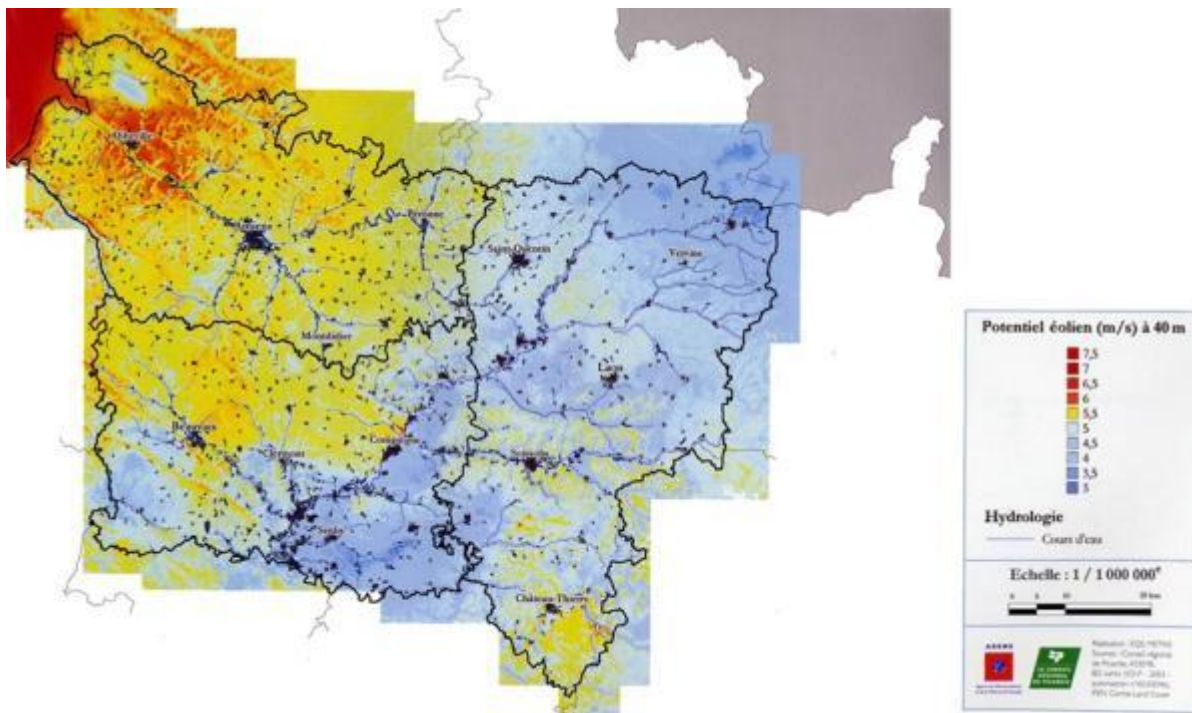 Abbeville
Amiens
Péronne
Saint-Quentin
Vervins
Montdidier
Laon
Beauvais
Compiègne
Clermont
Soissons
Senlis
Château-Thierry
Potentiel éolien (m/s) à 40 m
7,5
7
6,5
6
5,5
5
4,5
4
3,5
3
Hydrologie
Cours d'eau
Echelle : 1 / 1 000 000°
ADEME